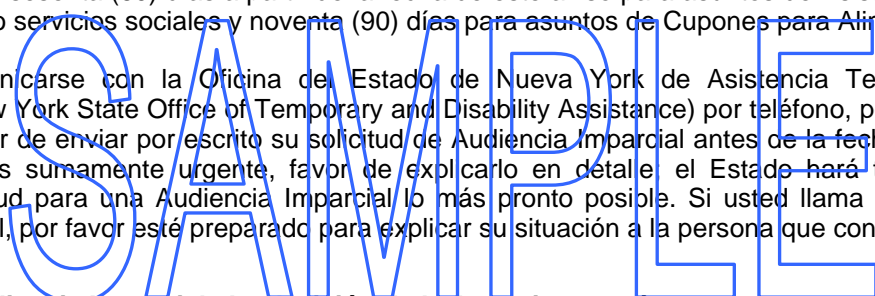 o servicios sociales y noventa (90) días para asuntos de Cupones para Alim
nicarse con la Oficina del Estado de Nueva York de Asistencia Te
w York State Office of Temporary and Disability Assistance) por teléfono, p
r de enviar por escrito su solicitud de Audiencia Imparcial antes de la fech
s sumamente urgente, favor de explicarlo en detalle; el Estado hará t
ud para una Audiencia Imparcial lo más pronto posible. Si usted llama
l, por favor esté preparado para explicar su situación a la persona que con
SAMPLE